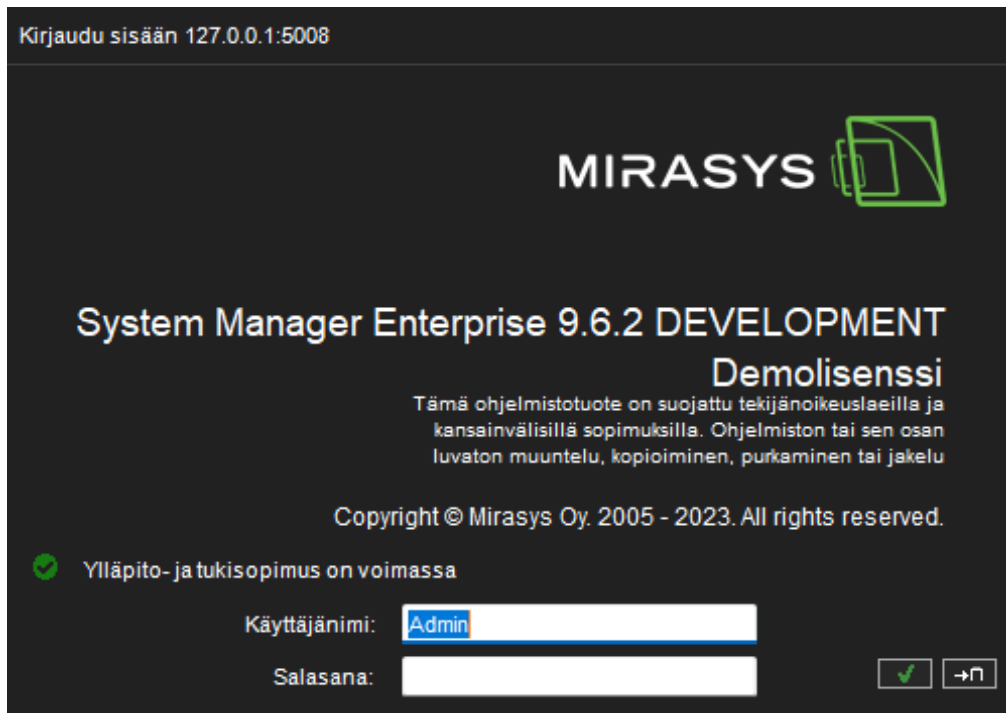 Kirjaudu sisään 127.0.0.1:5008
MIRASYS
System Manager Enterprise 9.6.2 DEVELOPMENT
Demolisenssi
Tämä ohjelmistotuote on suojattu tekijänoikeuslaeilla ja
kansainvälisillä sopimuksilla. Ohjelmiston tai sen osan
luvaton muuntelu, kopioiminen, purkaminen tai jakelu
Copyright © Mirasys Oy. 2005 - 2023. All rights reserved.
Ylläpito- ja tukisopimus on voimassa
Käyttäjänimi: Admin
Salasana: